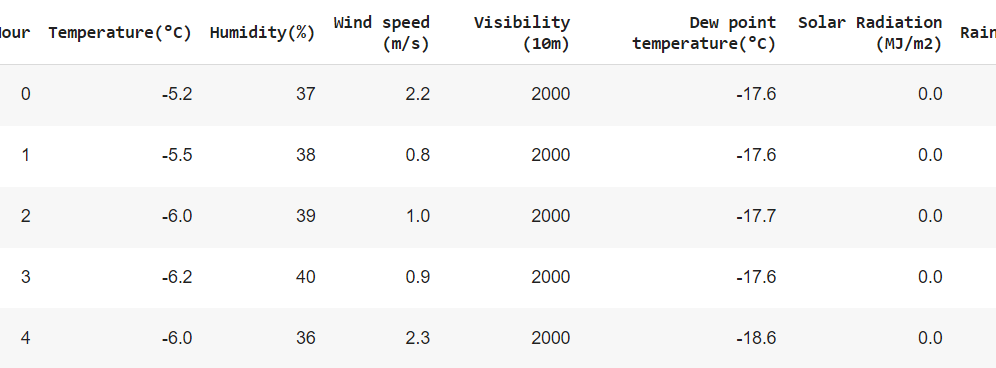 our Temperature(°C) Humidity(%) Wind speed (m/s) Visibility (10m) Dew point temperature(°C) Solar Radiation (MJ/m2) Rain
0 -5.2 37 2.2 2000 -17.6 0.0
1 -5.5 38 0.8 2000 -17.6 0.0
2 -6.0 39 1.0 2000 -17.7 0.0
3 -6.2 40 0.9 2000 -17.6 0.0
4 -6.0 36 2.3 2000 -18.6 0.0